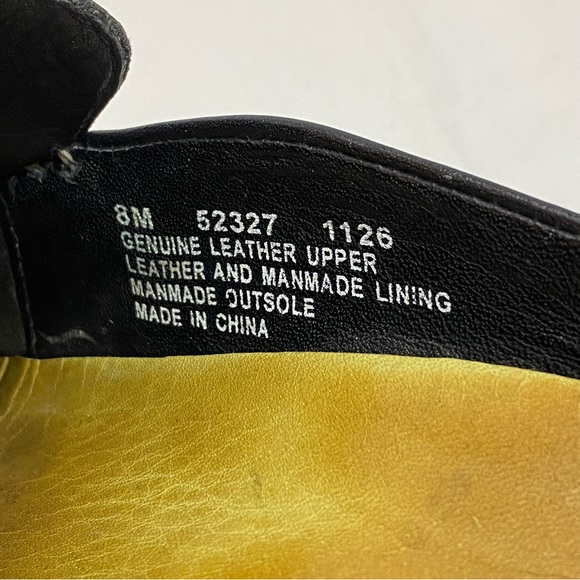 8M 52327 1126
GENUINE LEATHER UPPER
LEATHER AND MANMADE LINING
MANMADE OUTSOLE
MADE IN CHINA